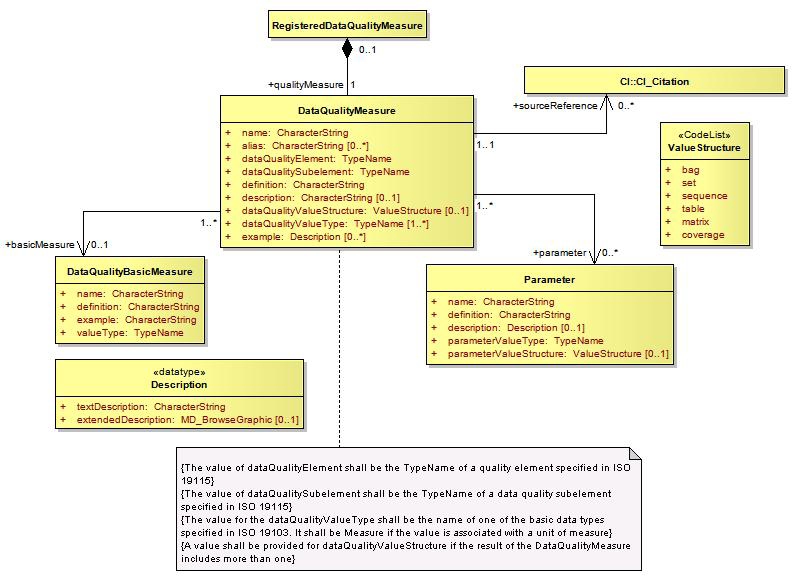 RegisteredDataQualityMeasure
0..1
+qualityMeasure 1
CI::CI_Citation
+sourceReference 0..*
DataQualityMeasure
+ name: CharacterString
+ alias: CharacterString [0..*]
+ dataQualityElement: TypeName
+ dataQualitySubelement: TypeName
+ definition: CharacterString
+ description: CharacterString [0..1]
+ dataQualityValueStructure: ValueStructure [0..1]
+ dataQualityValueType: TypeName [1..*]
+ example: Description [0..*]
1..1
1..*
1..*
«CodeList»
ValueStructure
+ bag
+ set
+ sequence
+ table
+ matrix
+ coverage
+basicMeasure 0..1
+parameter 0..*
DataQualityBasicMeasure
+ name: CharacterString
+ definition: CharacterString
+ example: CharacterString
+ valueType: TypeName
Parameter
+ name: CharacterString
+ definition: CharacterString
+ description: Description [0..1]
+ parameterValueType: TypeName
+ parameterValueStructure: ValueStructure [0..1]
«datatype»
Description
+ textDescription: CharacterString
+ extendedDescription: MD_BrowseGraphic [0..1]
{The value of dataQualityElement shall be the TypeName of a quality element specified in ISO
19115}
{The value of dataQualitySubelement shall be the TypeName of a data quality subelement
specified in ISO 19115}
{The value for the dataQualityValueType shall be the name of one of the basic data types
specified in ISO 19103. It shall be Measure if the value is associated with a unit of measure}
{A value shall be provided for dataQualityValueStructure if the result of the DataQualityMeasure
includes more than one}